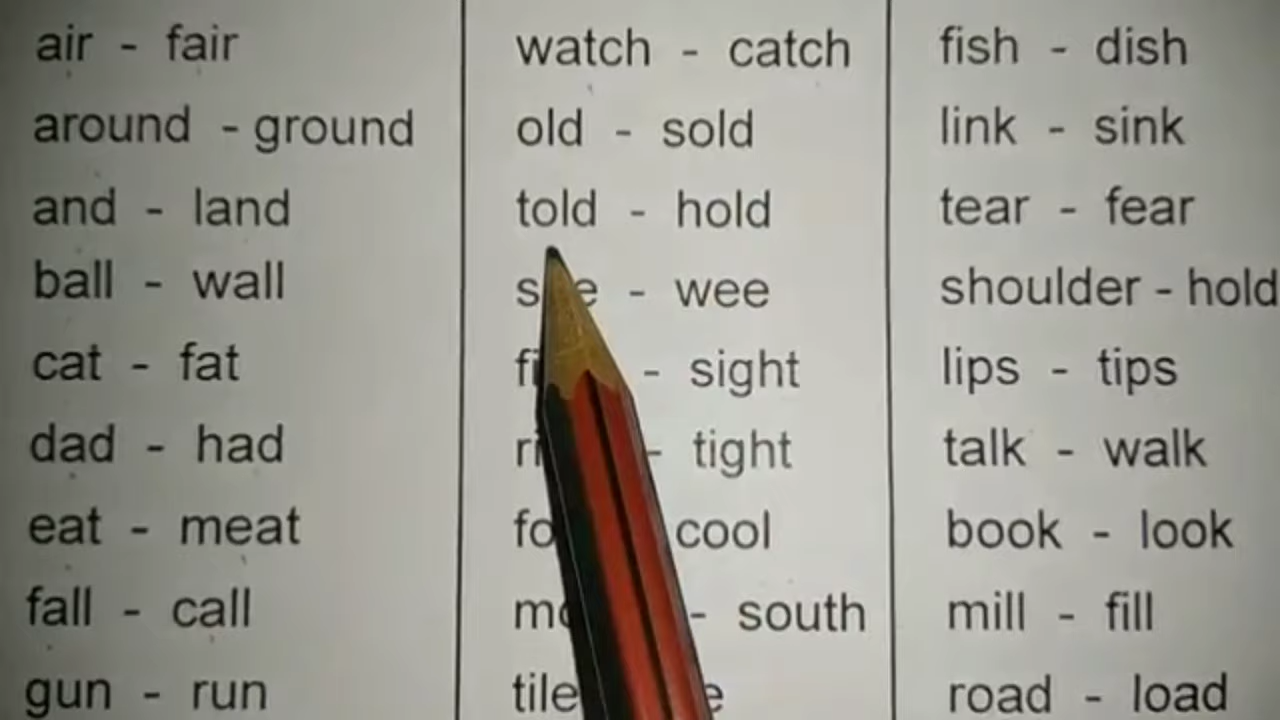 air - fair
around - ground
and - land
ball - wall
cat - fat
dad - had
eat - meat
fall - call
gun - run
watch - catch
old - sold
told - hold
- wee
- sight
- tight
cool
- south
fish - dish
link - sink
tear - fear
shoulder - hold
lips - tips
talk - walk
book - look
mill - fill
road - load